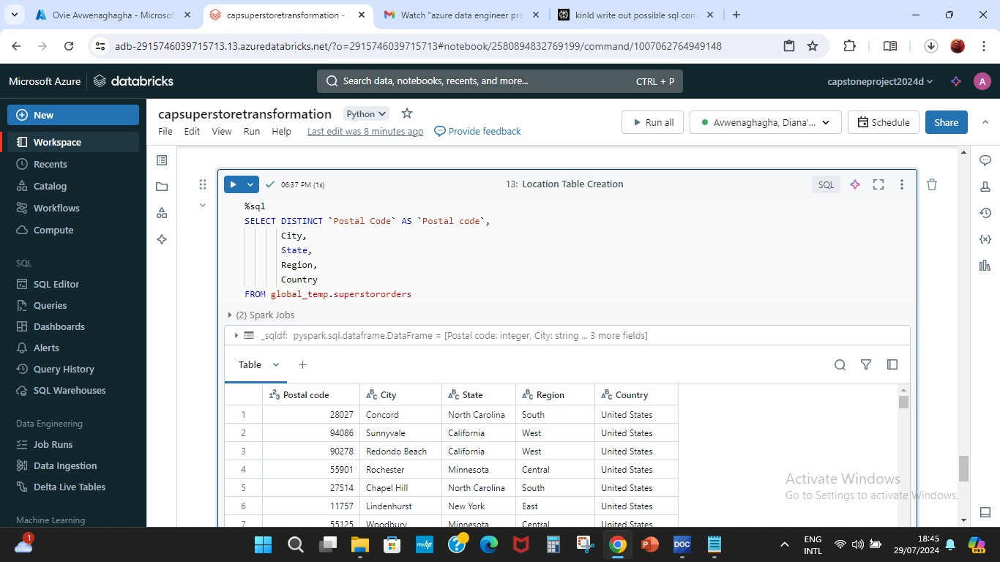 Ovie Avwenaghagha - Microsof
capsuperstoretransformation -
Watch "azure data engineer pro
kinld write out possible sql com
adb-2915746039715713.13.azuredatabricks.net/?o=2915746039715713#notebook/2580894832769199/command/1007062764949148
Microsoft Azure
databricks
Search data, notebooks, recents, and more...
CTRL + P
capstoneproject2024d
A
New
Workspace
Recents
Catalog
Workflows
Compute
SQL
SQL Editor
Queries
Dashboards
Alerts
Query History
SQL Warehouses
Data Engineering
Job Runs
Data Ingestion
Delta Live Tables
Machine Learning
capsuperstoretransformation
Python
File Edit View Run Help Last edit was 8 minutes ago Provide feedback
Run all
Avwenaghagha, Diana'...
Schedule
Share
06:37 PM (1s)
13: Location Table Creation
SQL
%sql
SELECT DISTINCT `Postal Code` AS `Postal code`,
City,
State,
Region,
Country
FROM global_temp.superstororders
(2) Spark Jobs
_sqldf: pyspark.sql.dataframe.DataFrame = [Postal code: integer, City: string ... 3 more fields]
Table
Postal code City State Region Country
1 28027 Concord North Carolina South United States
2 94086 Sunnyvale California West United States
3 90278 Redondo Beach California West United States
4 55901 Rochester Minnesota Central United States
5 27514 Chapel Hill North Carolina South United States
6 11757 Lindenhurst New York East United States
7 55125 Woodbury Minnesota Central United States
Activate Windows
Go to Settings to activate Windows.
1
myhp
DOC
ENG
INTL
18:45
29/07/2024
PRE